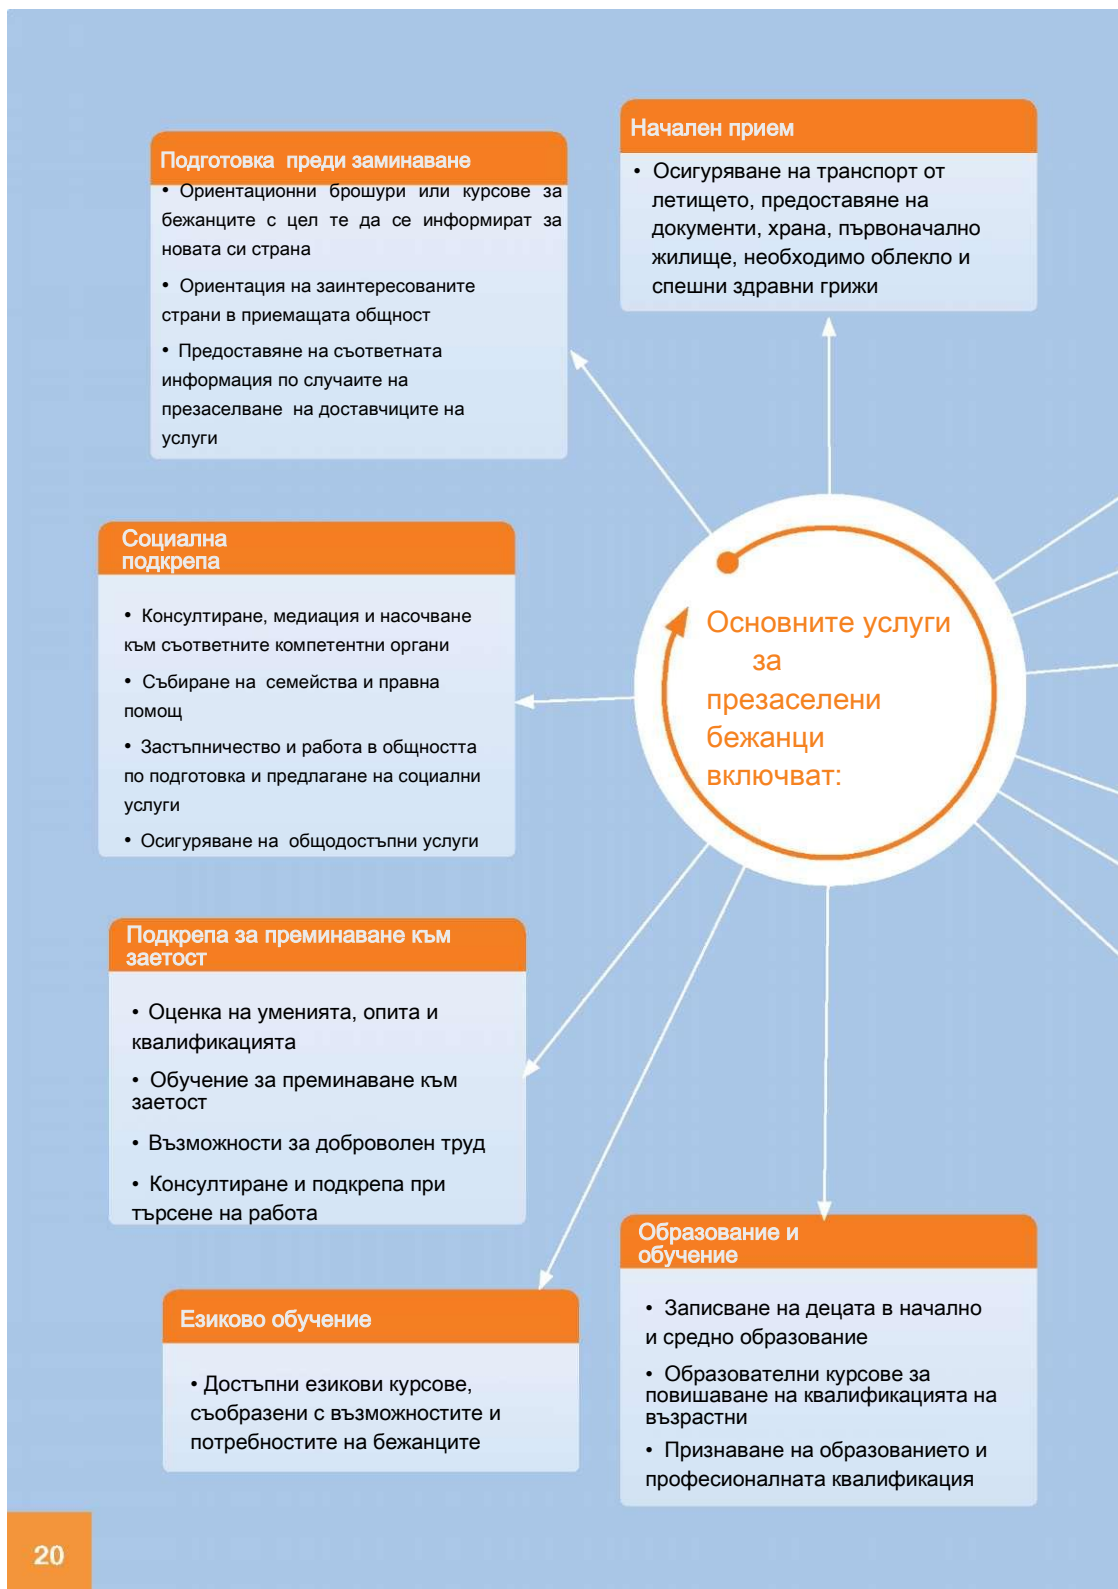 Подготовка преди заминаване
• Ориентационни брошури или курсове за
бежанците с цел те да се информират за
новата си страна
• Ориентация на заинтересованите
страни в приемащата общност
• Предоставяне на съответната
информация по случаите на
презаселване на доставчиците на
услуги
Начален прием
• Осигуряване на транспорт от
летището, предоставяне на
документи, храна, първоначално
жилище, необходимо облекло и
спешни здравни грижи
Социална
подкрепа
• Консултиране, медиация и насочване
към съответните компетентни органи
• Събиране на семейства и правна
помощ
• Застъпничество и работа в общността
по подготовка и предлагане на социални
услуги
• Осигуряване на общодостъпни услуги
Основните услуги
за
презаселени
бежанци
включват:
Подкрепа за преминаване към
заетост
• Оценка на уменията, опита и
квалификацията
• Обучение за преминаване към
заетост
• Възможности за доброволен труд
• Консултиране и подкрепа при
търсене на работа
Езиково обучение
• Достъпни езикови курсове,
съобразени с възможностите и
потребностите на бежанците
Образование и
обучение
• Записване на децата в начално
и средно образование
• Образователни курсове за
повишаване на квалификацията на
възрастни
• Признаване на образованието и
професионалната квалификация
20